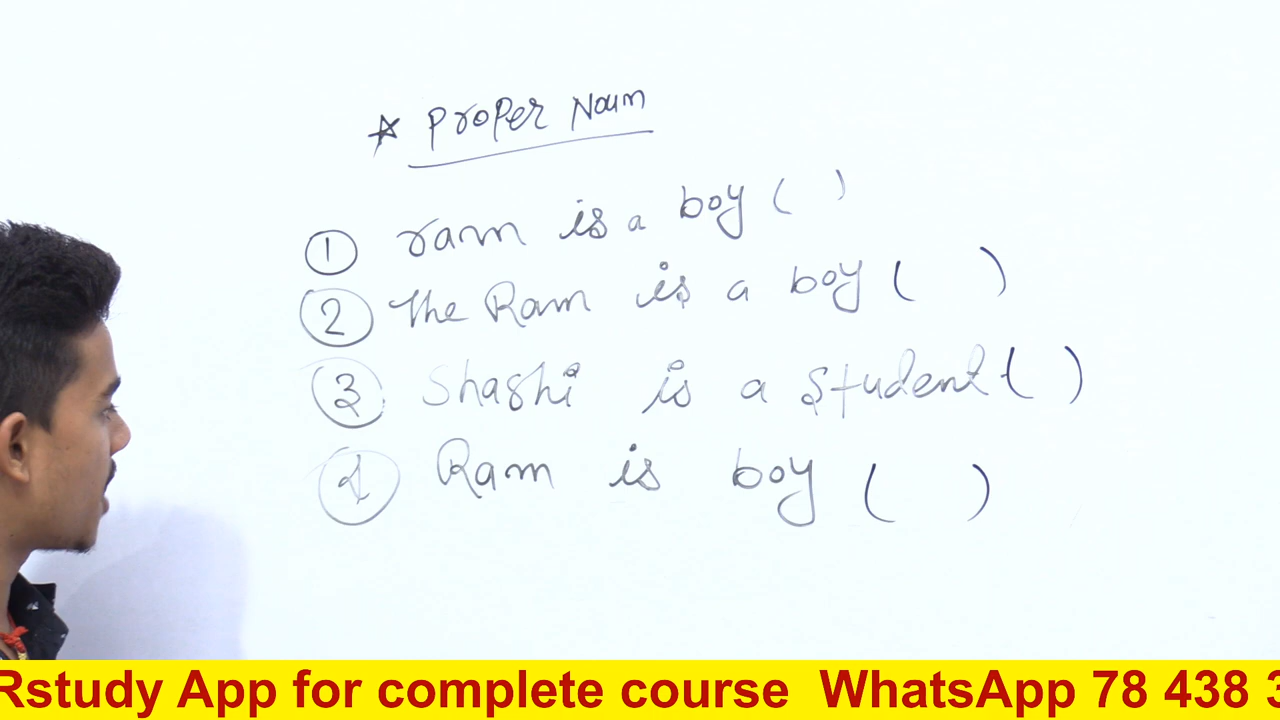 ☆ Proper Noun
① ram is a boy ( )
② The Ram is a boy ( )
③ Shashi is a Student ( )
④ Ram is boy ( )
Rstudy App for complete course WhatsApp 78 438 3